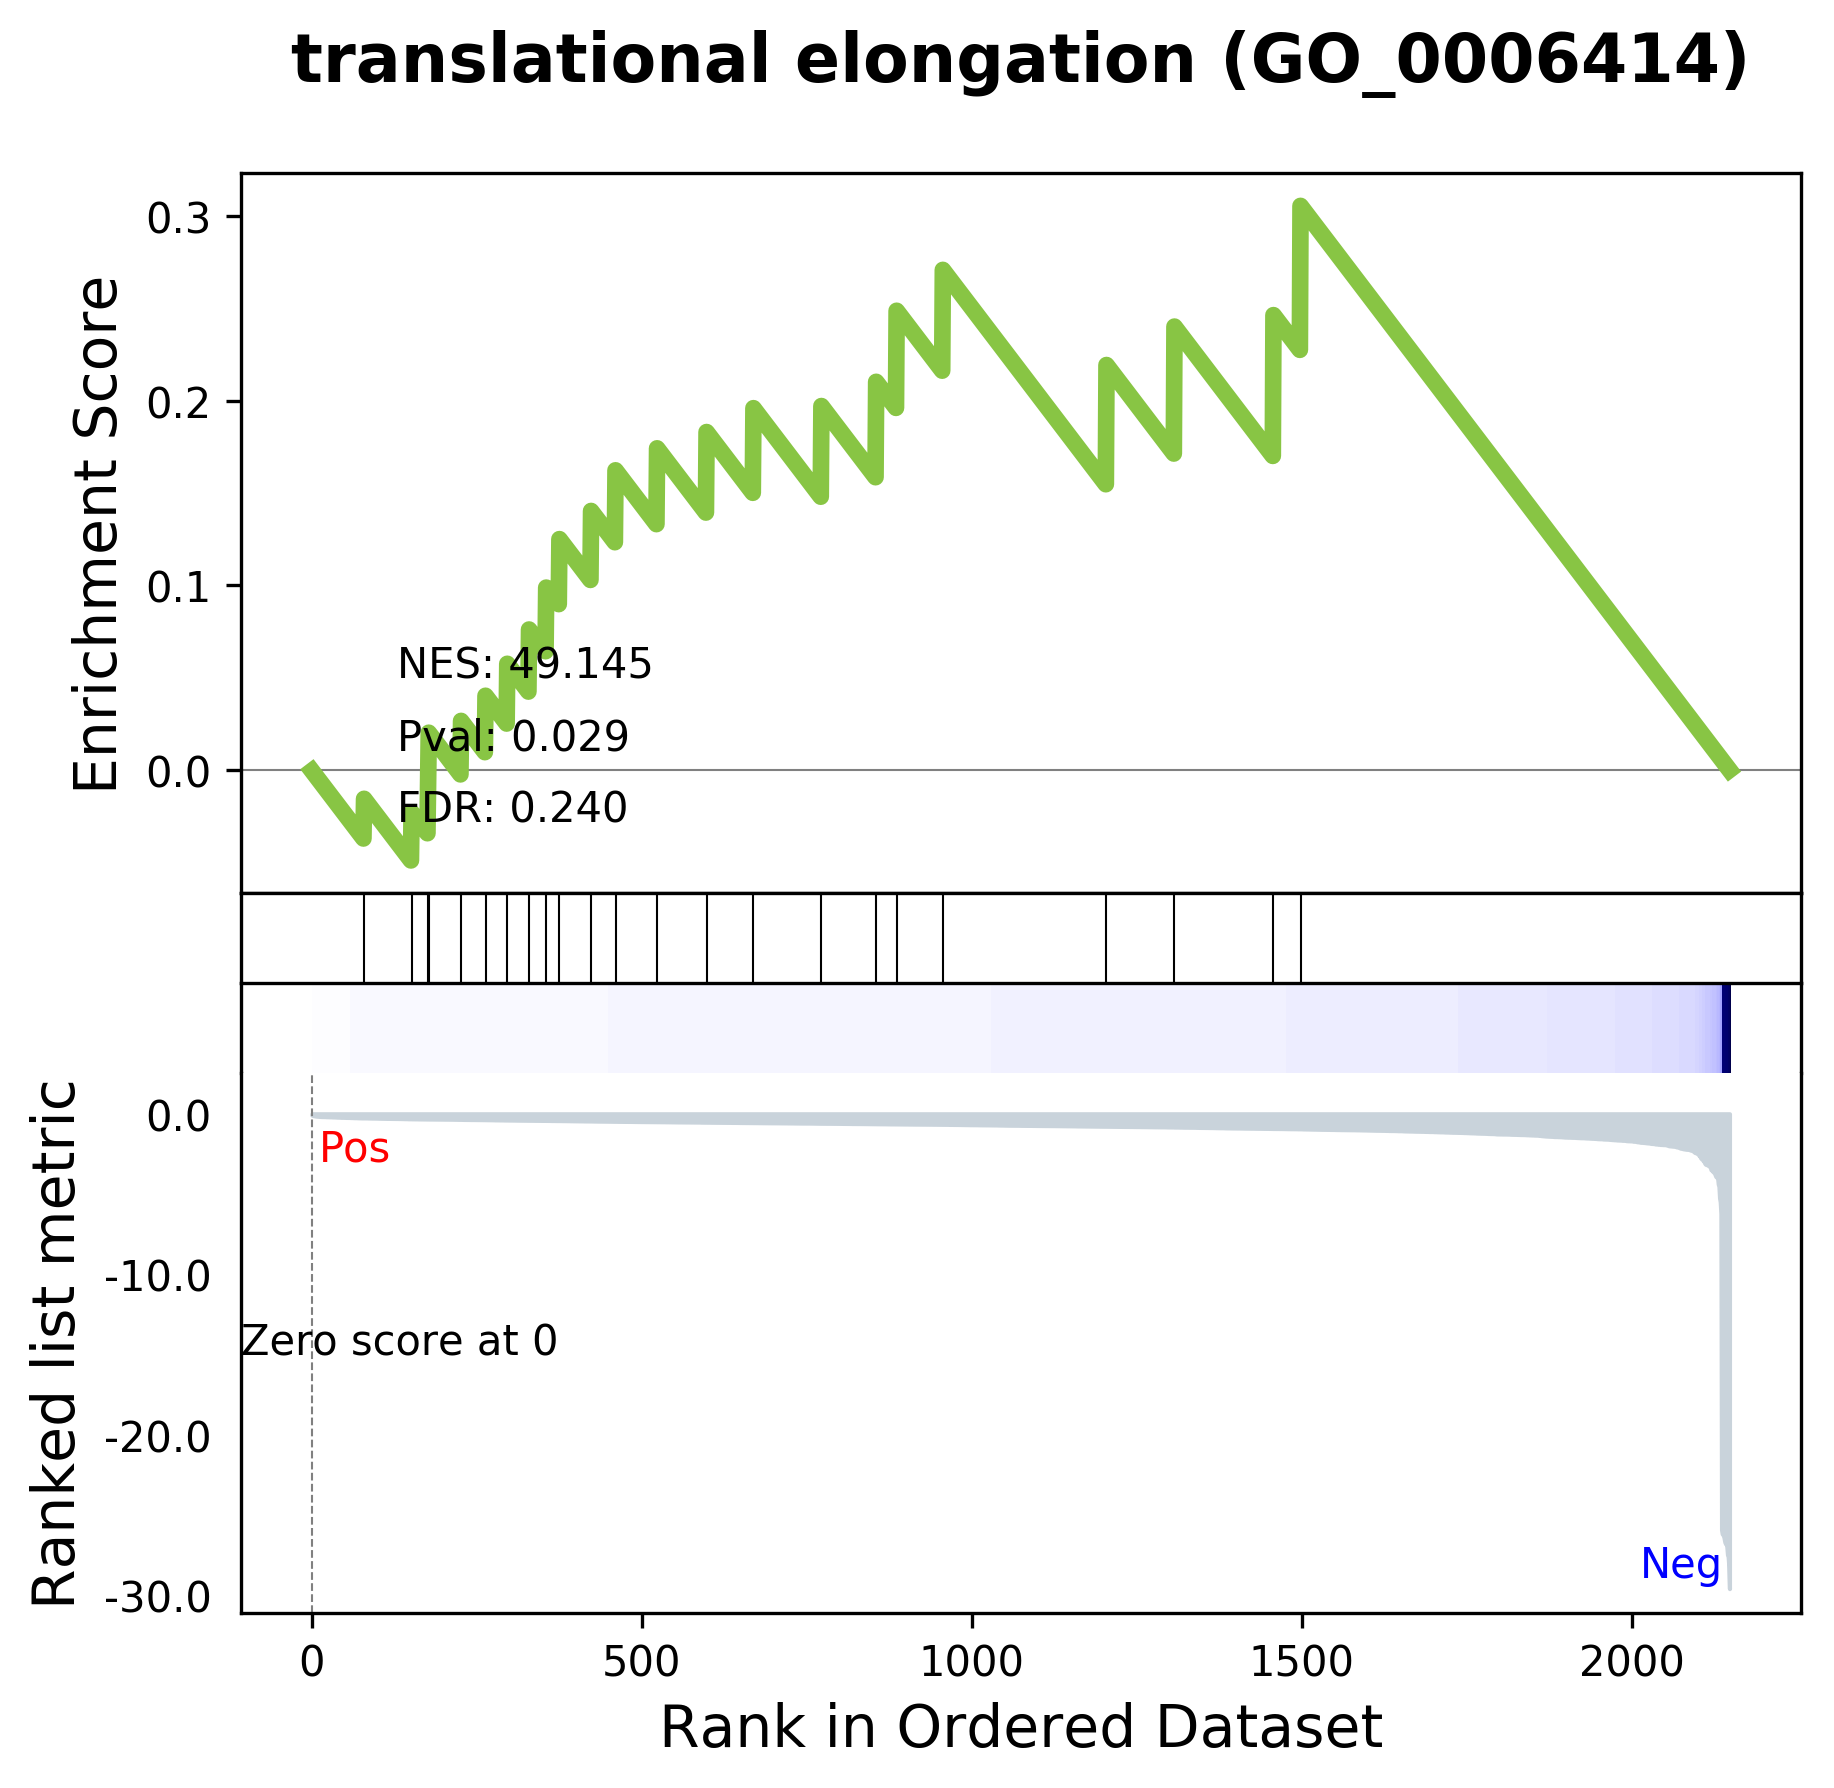 translational elongation (GO_0006414)
Enrichment Score
0.3
0.2
0.1
0.0
NES: 49.145
Pval: 0.029
FDR: 0.240
Ranked list metric
0.0
-10.0
-20.0
-30.0
Pos
Zero score at 0
Neg
0 500 1000 1500 2000
Rank in Ordered Dataset